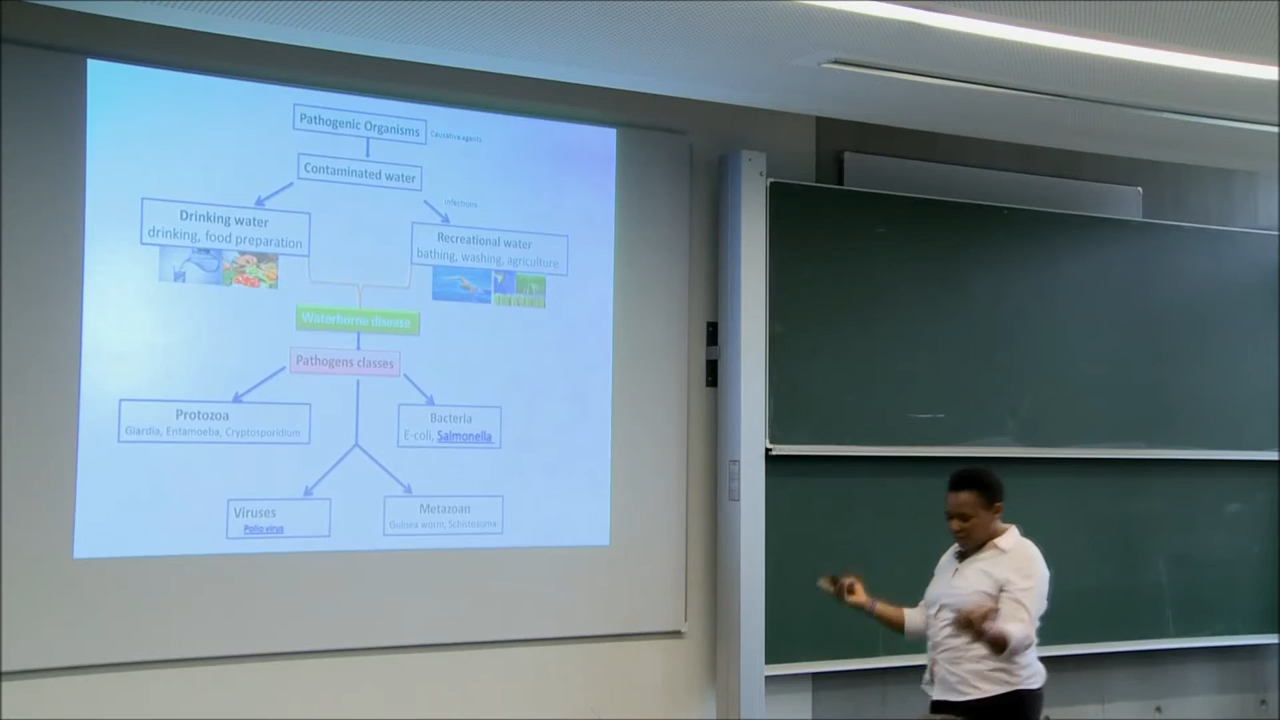 Pathogenic Organisms
Causative agents
Contaminated water
infections
Drinking water
drinking, food preparation
Recreational water
bathing, washing, agriculture
Waterborne disease
Pathogens classes
Protozoa
Giardia, Entamoeba, Cryptosporidium
Bacteria
E-coli, Salmonella
Viruses
Polio virus
Metazoan
Guinea worm, Schistosoma